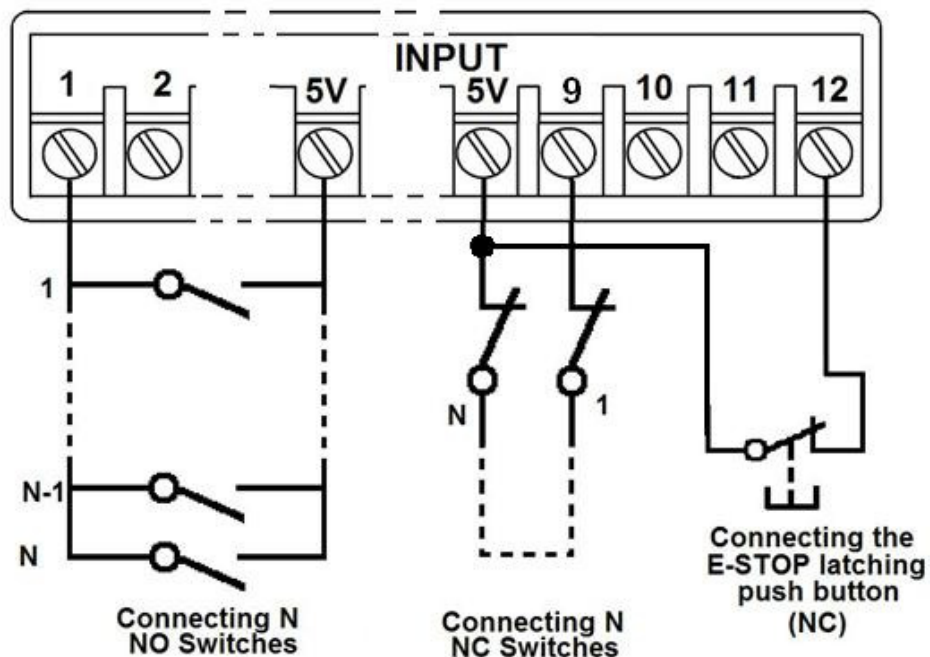 INPUT
1 2 5V 5V 9 10 11 12
1
N 1
N-1
N
Connecting the
E-STOP latching
push button
(NC)
Connecting N
NO Switches
Connecting N
NC Switches